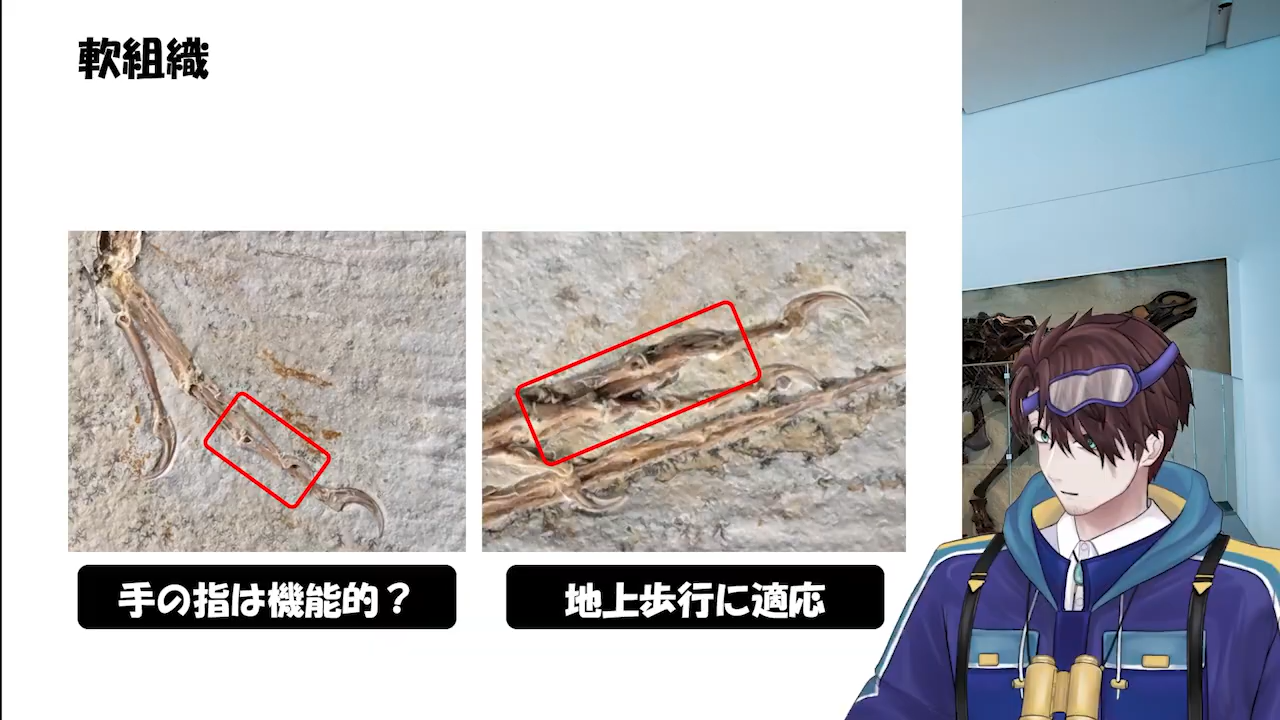 軟組織
手の指は機能的？
地上歩行に適応